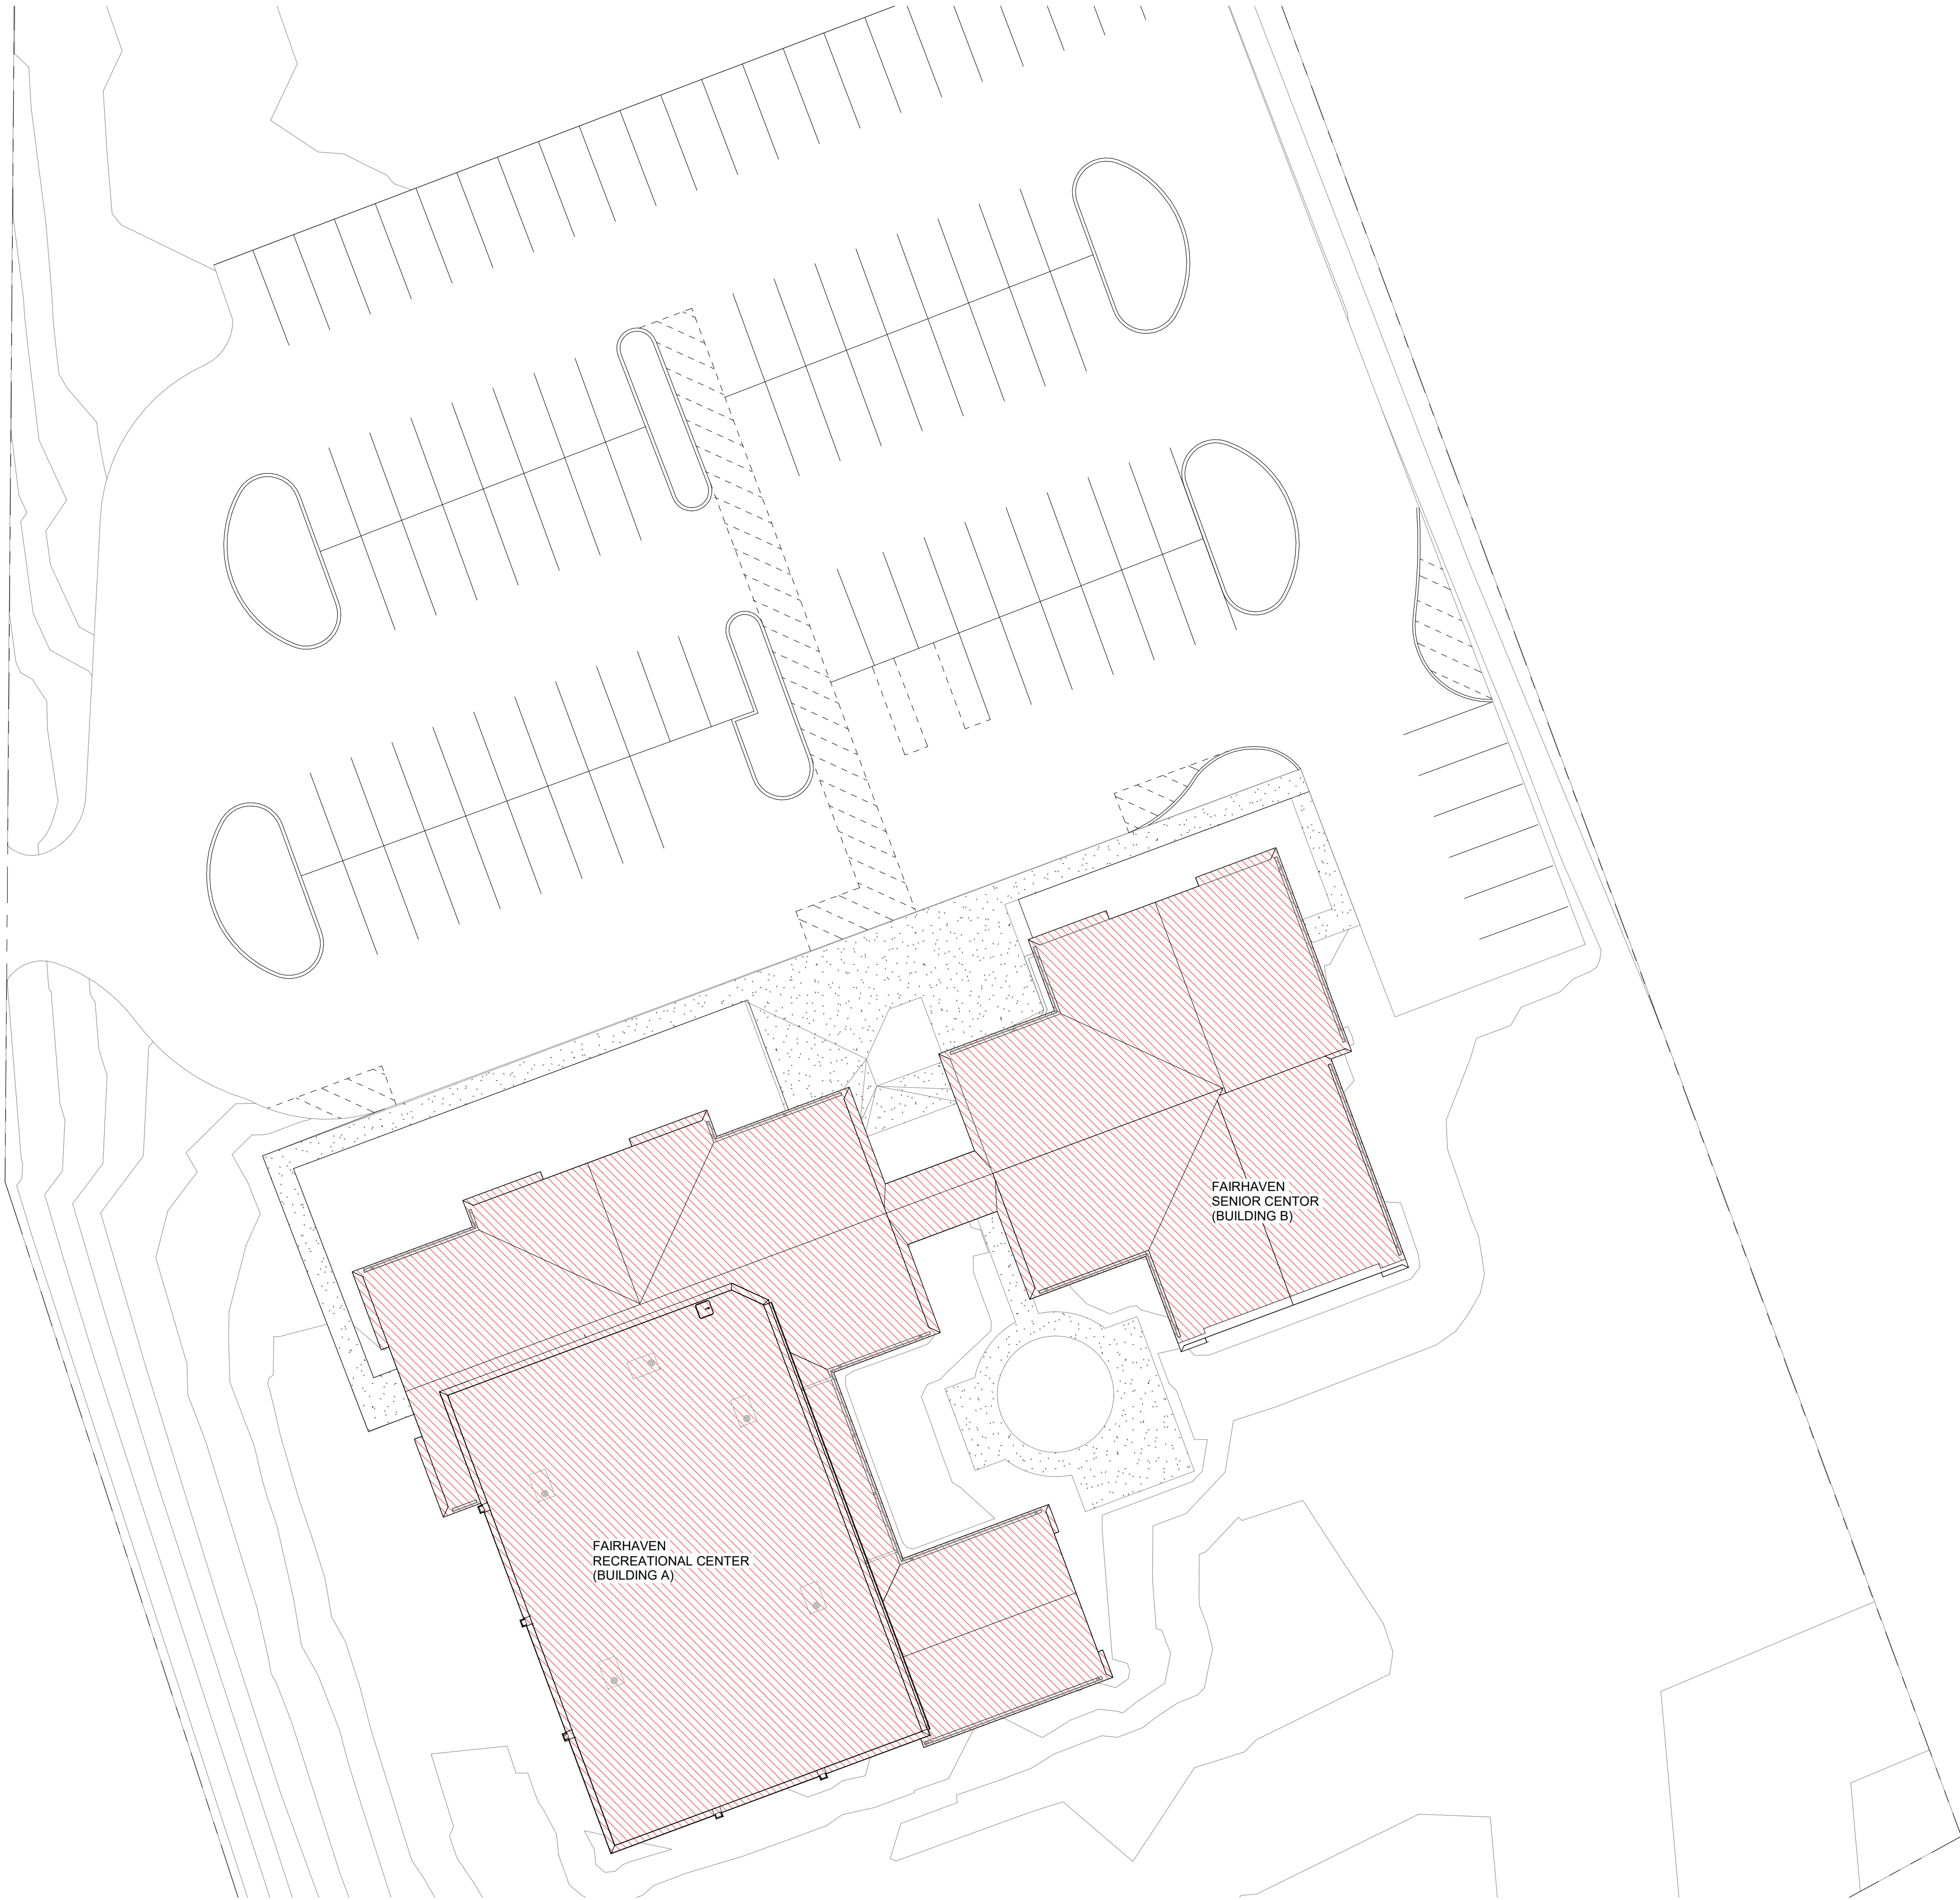 FAIRHAVEN
SENIOR CENTOR
(BUILDING B)
FAIRHAVEN
RECREATIONAL CENTER
(BUILDING A)